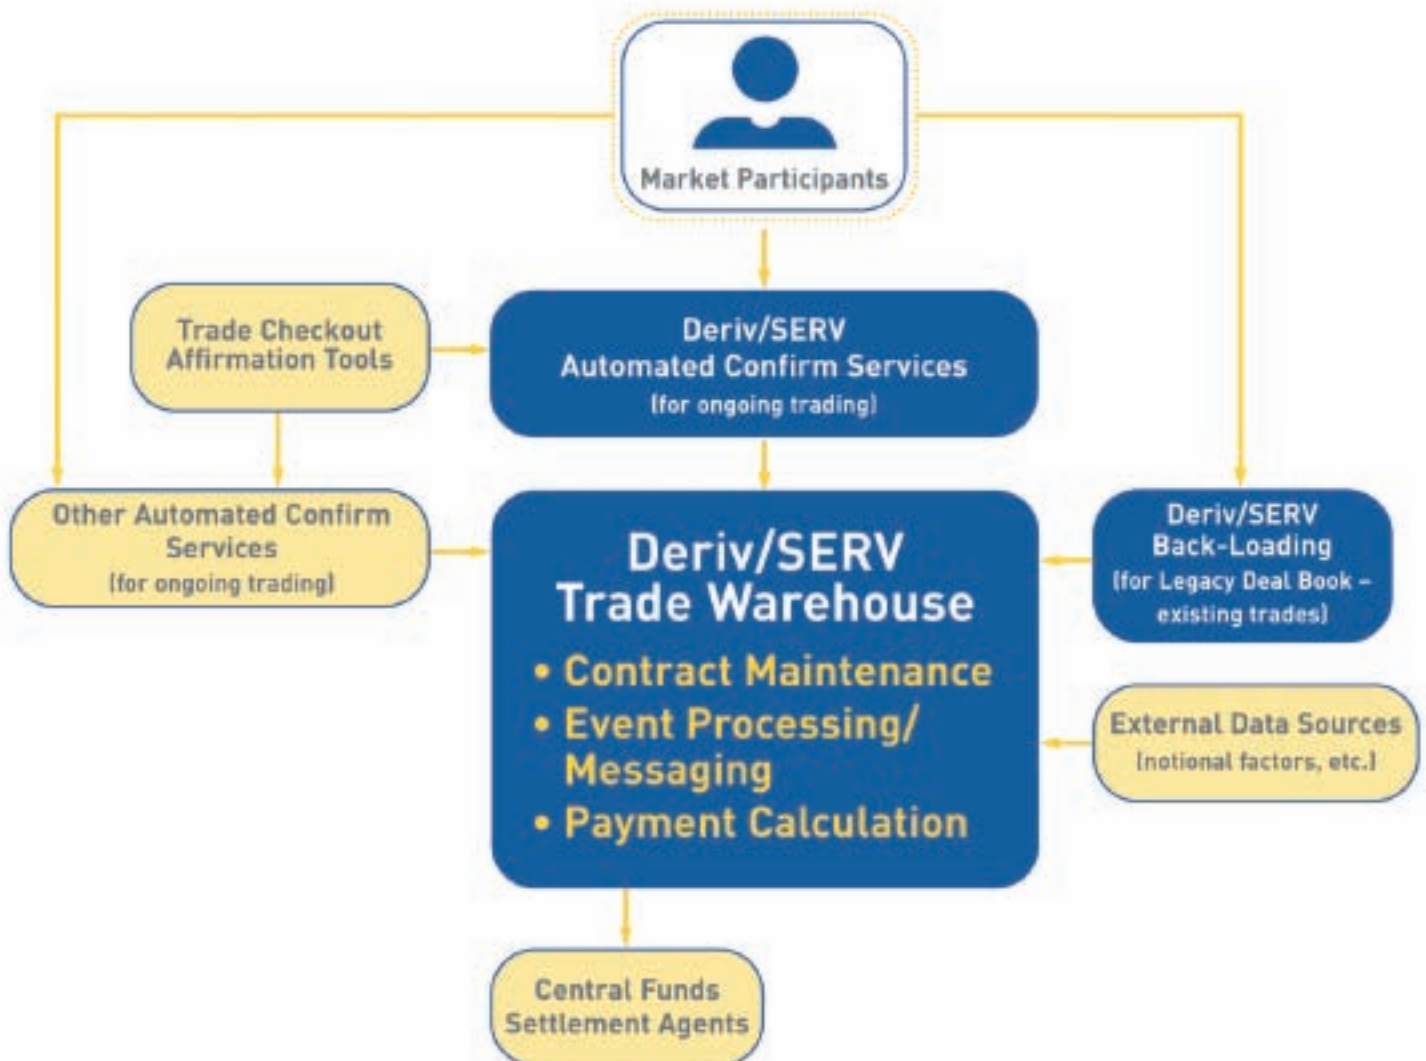 Market Participants
Trade Checkout
Affirmation Tools
Deriv/SERV
Automated Confirm Services
(for ongoing trading)
Other Automated Confirm
Services
(for ongoing trading)
Deriv/SERV
Trade Warehouse
• Contract Maintenance
• Event Processing/
Messaging
• Payment Calculation
Deriv/SERV
Back-Loading
(for Legacy Deal Book –
existing trades)
External Data Sources
(notional factors, etc.)
Central Funds
Settlement Agents